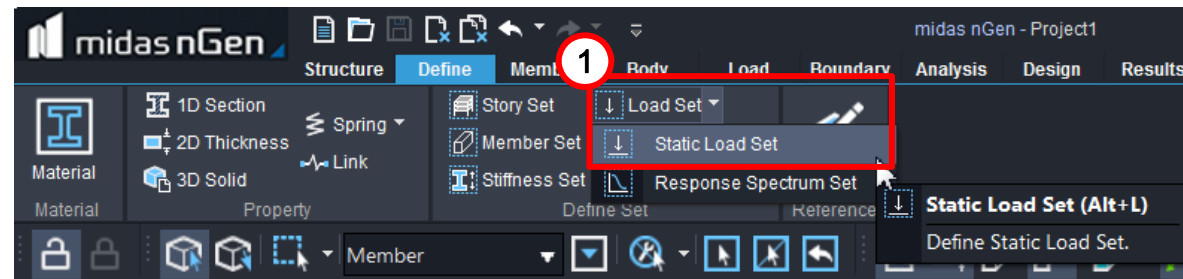 midas nGen
midas nGen - Project1
1
Structure Define Memb Body Load Boundary Analysis Design Results
1D Section
2D Thickness
3D Solid
Spring
Link
Story Set
Member Set
Stiffness Set
Load Set
Static Load Set
Response Spectrum Set
Material
Material Property Define Set Reference
Static Load Set (Alt+L)
Define Static Load Set.
Member